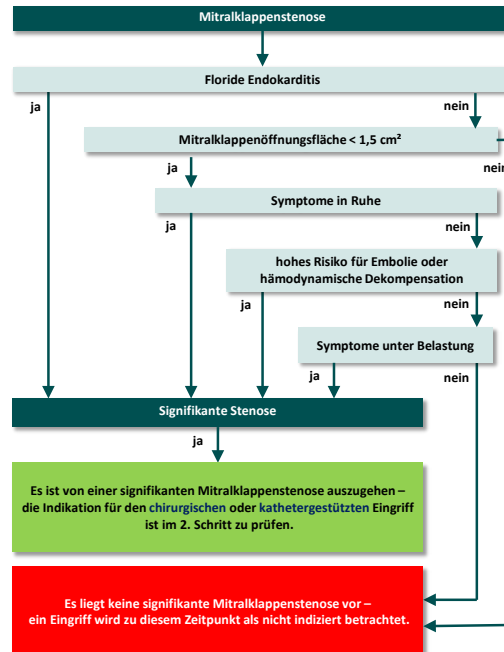 Mitralklappenstenose
Floride Endokarditis
ja
nein
Mitralklappenöffnungsfläche < 1,5 cm²
ja
nein
Symptome in Ruhe
ja
nein
hohes Risiko für Embolie oder
hämodynamische Dekompensation
ja
nein
Symptome unter Belastung
ja
nein
Signifikante Stenose
ja
Es ist von einer signifikanten Mitralklappenstenose auszugehen –
die Indikation für den chirurgischen oder kathetergestützten Eingriff
ist im 2. Schritt zu prüfen.
Es liegt keine signifikante Mitralklappenstenose vor –
ein Eingriff wird zu diesem Zeitpunkt als nicht indiziert betrachtet.